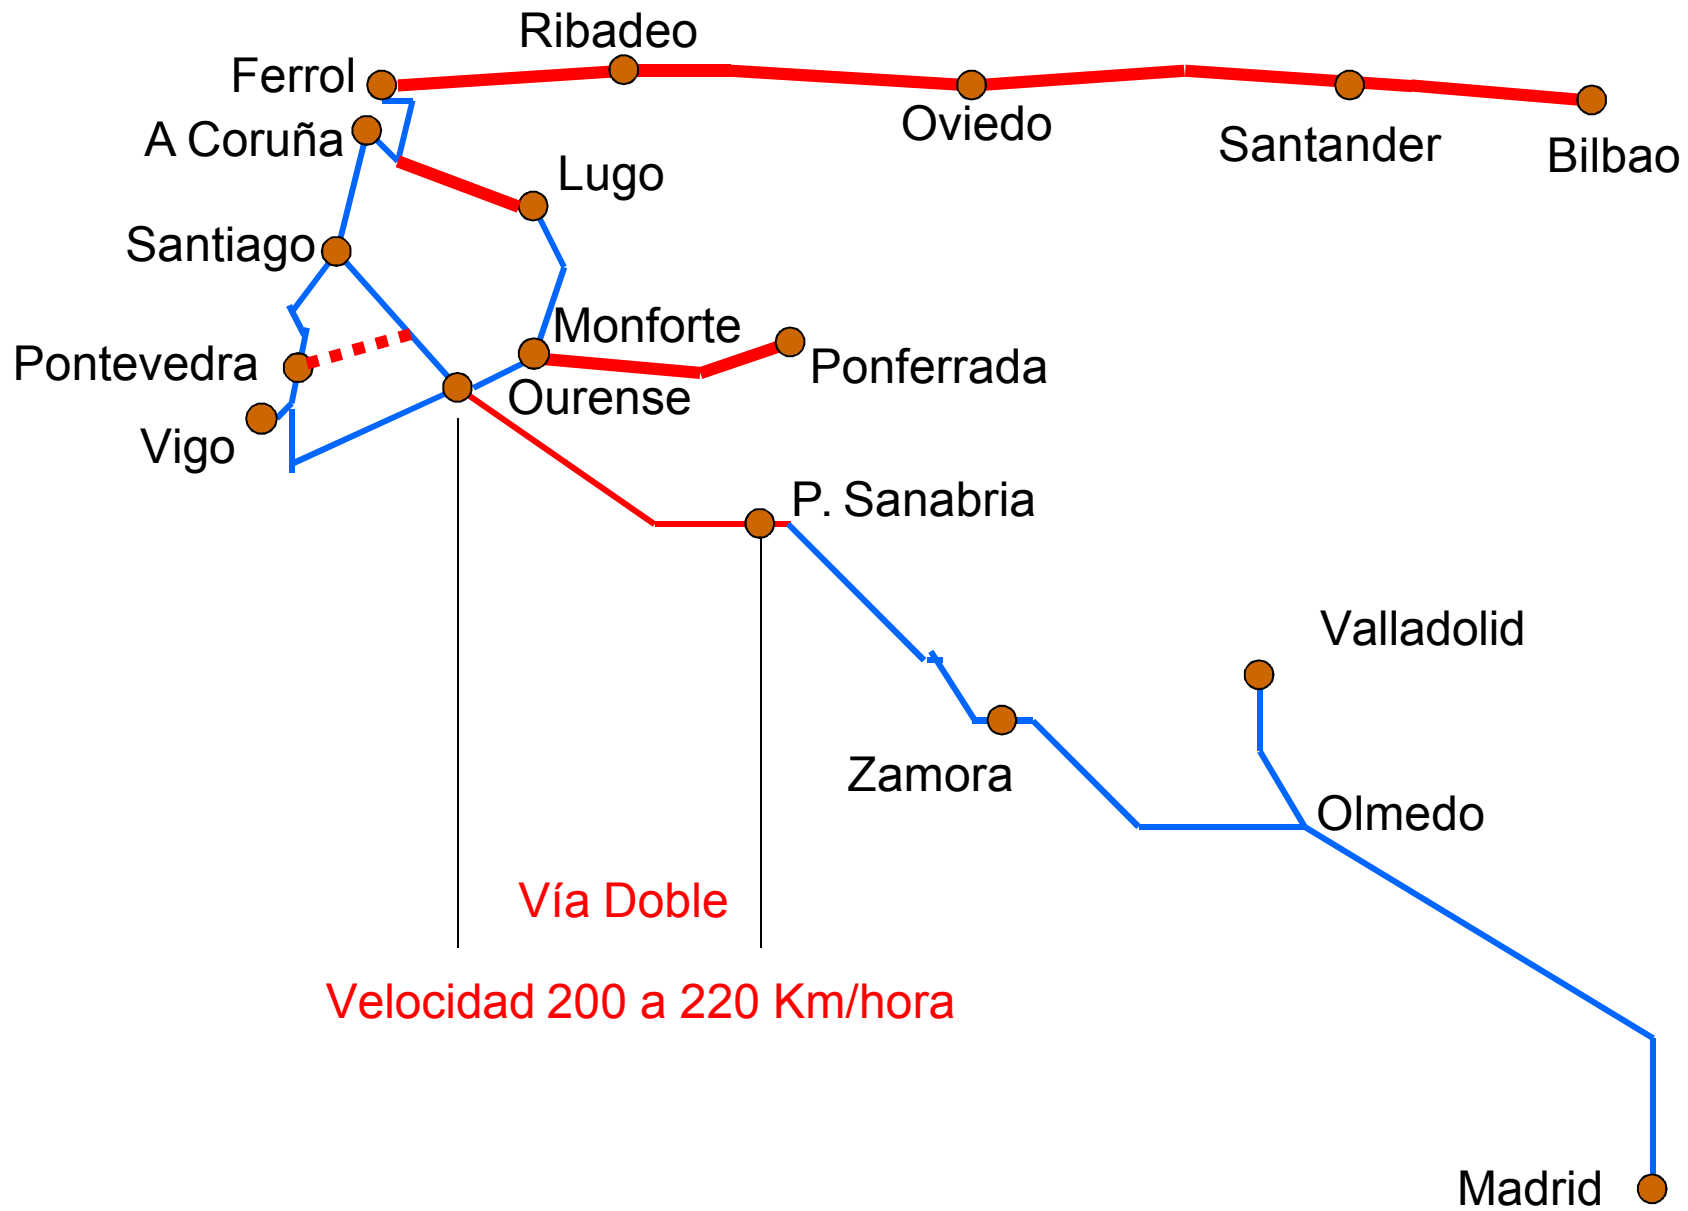 Ribadeo
Ferrol
A Coruña
Oviedo
Santander
Bilbao
Lugo
Santiago
Monforte
Pontevedra
Ponferrada
Ourense
Vigo
P. Sanabria
Valladolid
Zamora
Olmedo
Vía Doble
Velocidad 200 a 220 Km/hora
Madrid